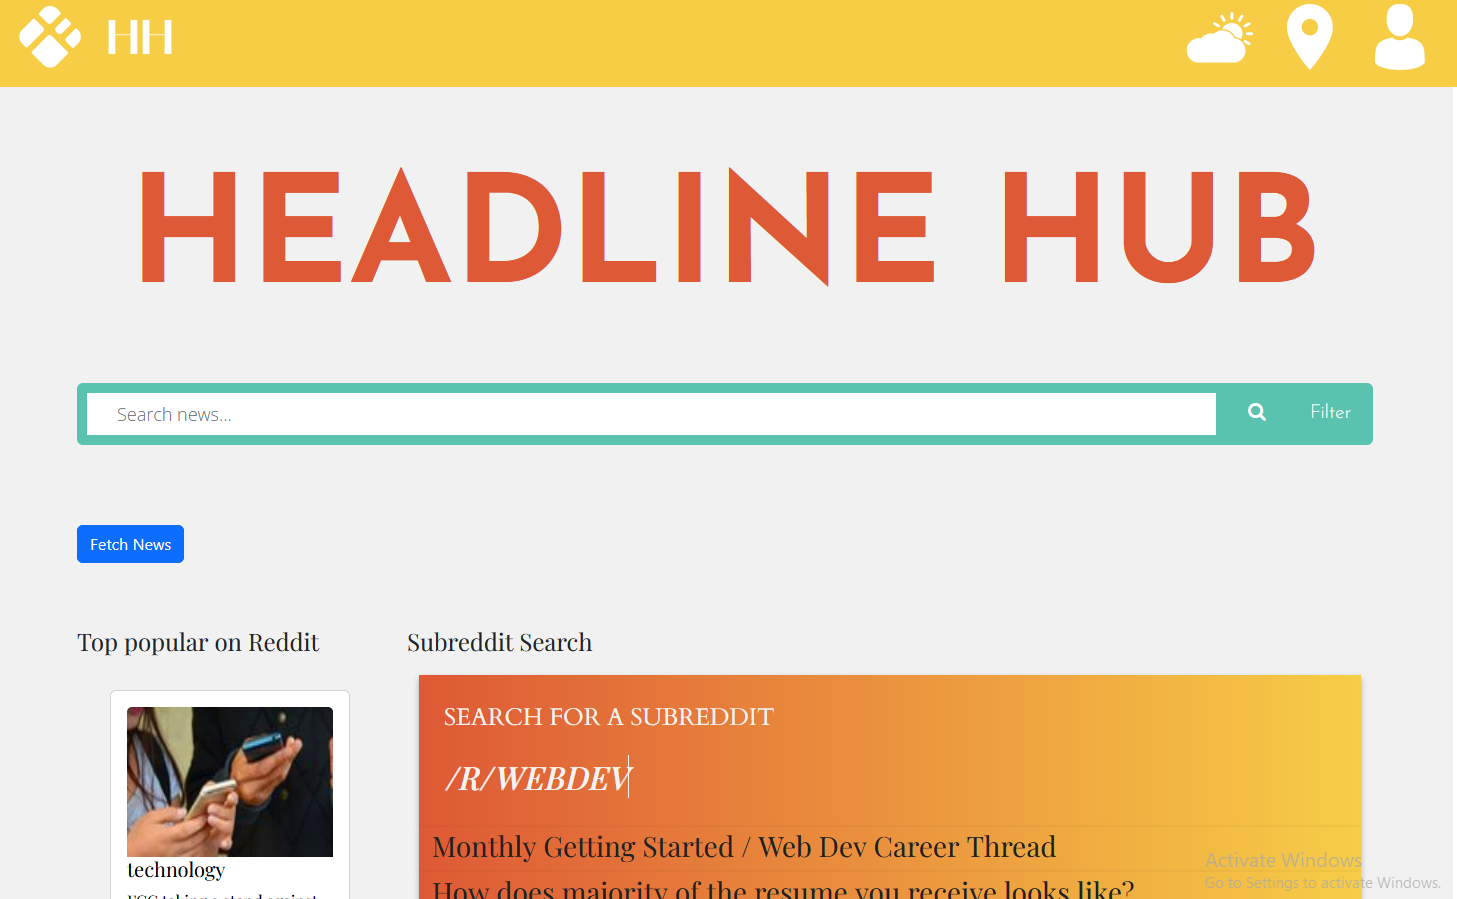 HH
HEADLINE HUB
Search news...
Filter
Fetch News
Top popular on Reddit
Subreddit Search
SEARCH FOR A SUBREDDIT
/R/WEBDEV
technology
Monthly Getting Started / Web Dev Career Thread
How does majority of the resume you receive looks like?
Activate Windows
Go to Settings to activate Windows.